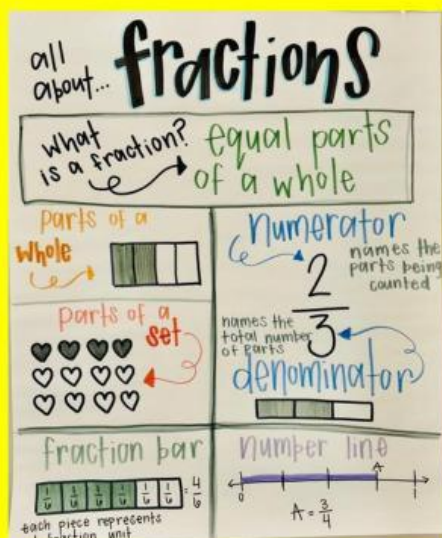 all
about... fractions
What
is a fraction?
equal parts
of a whole
parts of a
whole
parts of a
set
numerator
names the
parts being
counted
2
3
names the
total number
of parts
denominator
fraction bar
1/6 1/6 1/6 1/6 1/6 1/6 = 4/6
each piece represents
fraction unit
number line
A
0 1
A = 3/4